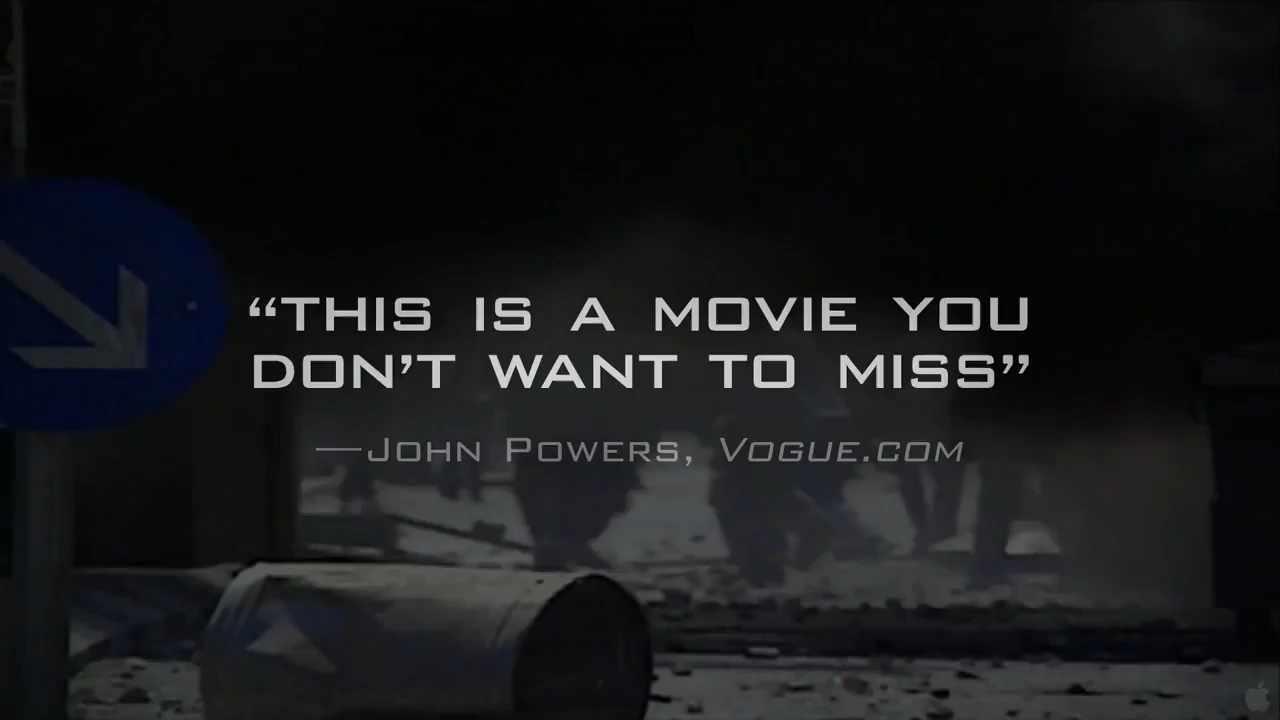 “THIS IS A MOVIE YOU
DON’T WANT TO MISS”
—JOHN POWERS, VOGUE.COM